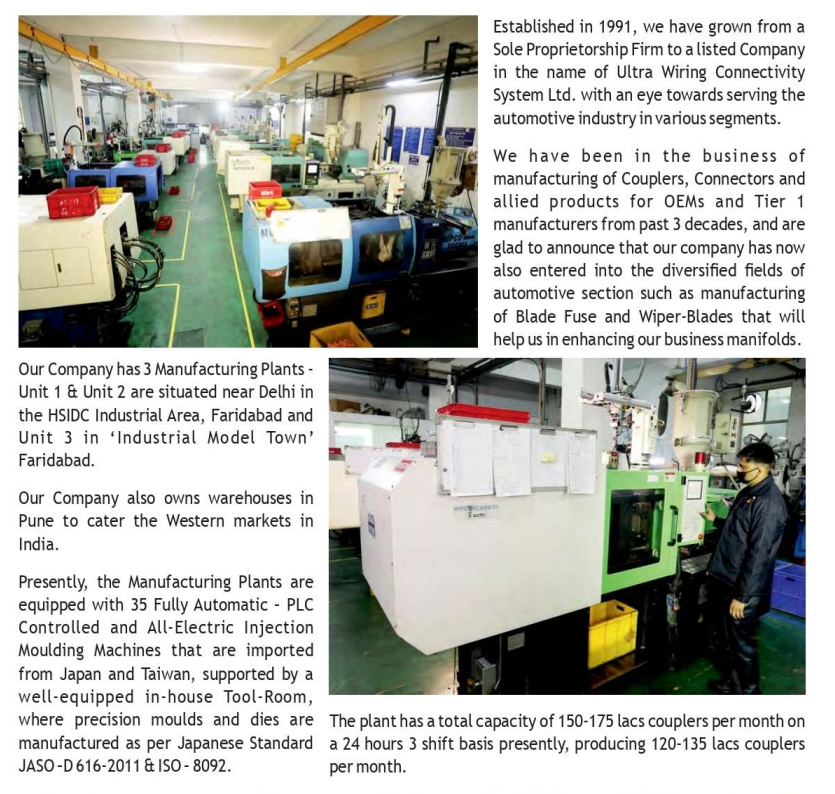 Established in 1991, we have grown from a
Sole Proprietorship Firm to a listed Company
in the name of Ultra Wiring Connectivity
System Ltd. with an eye towards serving the
automotive industry in various segments.
We have been in the business of
manufacturing of Couplers, Connectors and
allied products for OEMs and Tier 1
manufacturers from past 3 decades, and are
glad to announce that our company has now
also entered into the diversified fields of
automotive section such as manufacturing
of Blade Fuse and Wiper-Blades that will
help us in enhancing our business manifolds.
Our Company has 3 Manufacturing Plants -
Unit 1 & Unit 2 are situated near Delhi in
the HSIDC Industrial Area, Faridabad and
Unit 3 in ‘Industrial Model Town’
Faridabad.
Our Company also owns warehouses in
Pune to cater the Western markets in
India.
Presently, the Manufacturing Plants are
equipped with 35 Fully Automatic - PLC
Controlled and All-Electric Injection
Moulding Machines that are imported
from Japan and Taiwan, supported by a
well-equipped in-house Tool-Room,
where precision moulds and dies are
manufactured as per Japanese Standard
JASO -D 616-2011 & ISO - 8092.
The plant has a total capacity of 150-175 lacs couplers per month on
a 24 hours 3 shift basis presently, producing 120-135 lacs couplers
per month.